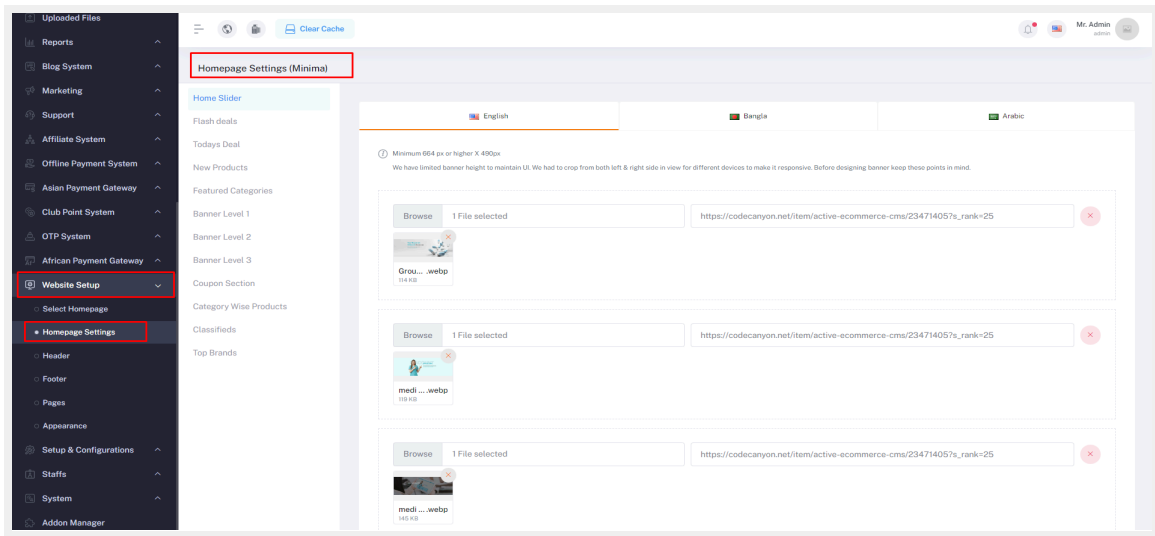 Uploaded Files
Reports
Blog System
Marketing
Support
Affiliate System
Offline Payment System
Asian Payment Gateway
Club Point System
OTP System
African Payment Gateway
Website Setup
Select Homepage
Homepage Settings
Header
Footer
Pages
Appearance
Setup & Configurations
Staffs
System
Addon Manager
Clear Cache
Mr. Admin
admin
Homepage Settings (Minima)
Home Slider
Flash deals
Todays Deal
New Products
Featured Categories
Banner Level 1
Banner Level 2
Banner Level 3
Coupon Section
Category Wise Products
Classifieds
Top Brands
English Bangla Arabic
Minimum 664 px or higher X 490px
We have limited banner height to maintain UI. We had to crop from both left & right side in view for different devices to make it responsive. Before designing banner keep these points in mind.
Browse 1 File selected https://codecanyon.net/item/active-ecommerce-cms/23471405?s_rank=25
Grou... .webp
114 KB
Browse 1 File selected https://codecanyon.net/item/active-ecommerce-cms/23471405?s_rank=25
medi ... .webp
119 KB
Browse 1 File selected https://codecanyon.net/item/active-ecommerce-cms/23471405?s_rank=25
medi ... .webp
145 KB